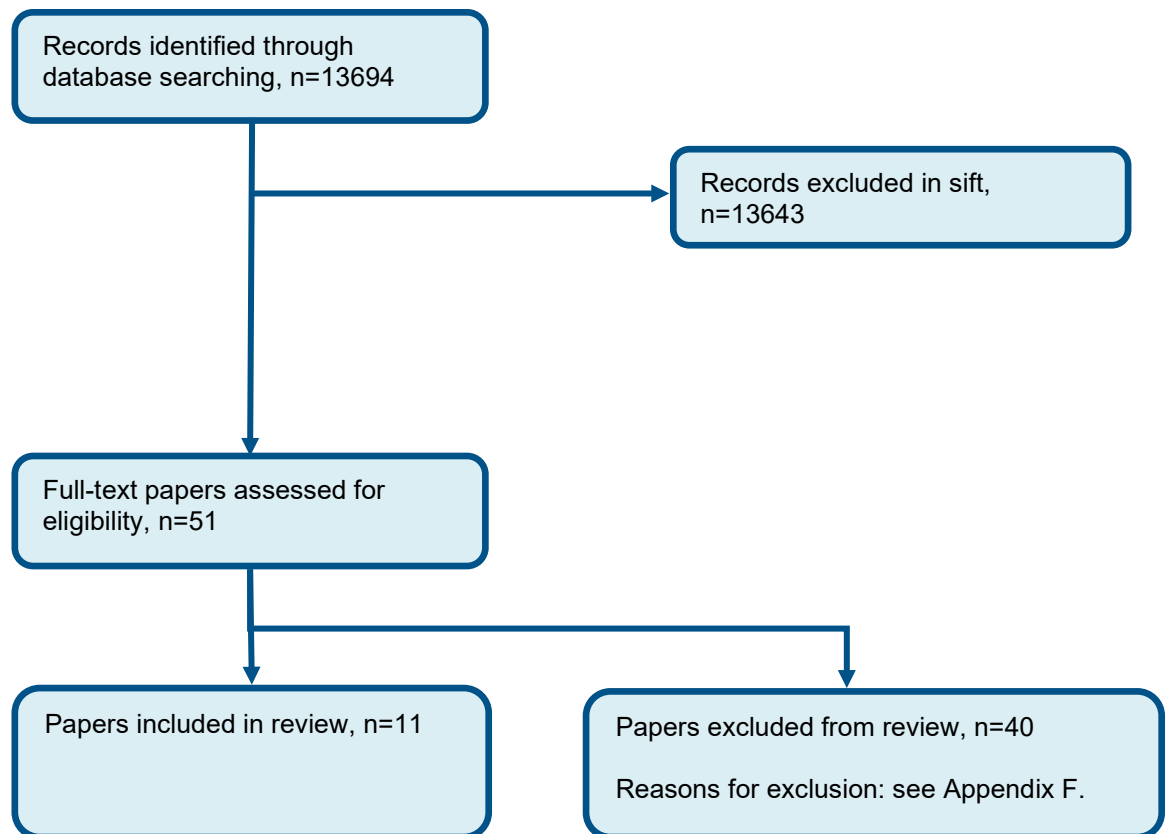 Records identified through
database searching, n=13694
Records excluded in sift,
n=13643
Full-text papers assessed for
eligibility, n=51
Papers included in review, n=11
Papers excluded from review, n=40
Reasons for exclusion: see Appendix F.